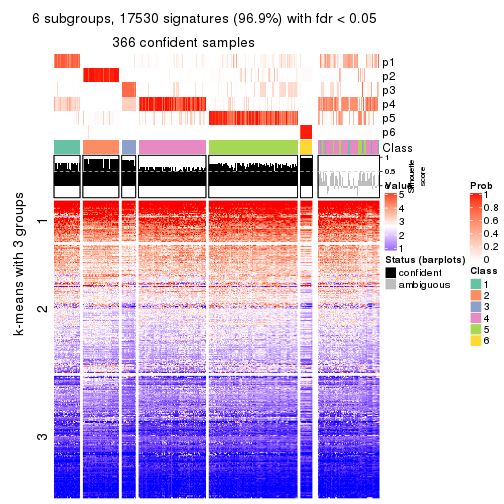 6 subgroups, 17530 signatures (96.9%) with fdr < 0.05
366 confident samples
p1
p2
p3
p4
p5
p6
Class
1
0.5
0
Silhouette
score
k-means with 3 groups
1
2
3
Value
5
4
3
2
1
Status (barplots)
confident
ambiguous
Prob
1
0.8
0.6
0.4
0.2
0
Class
1
2
3
4
5
6